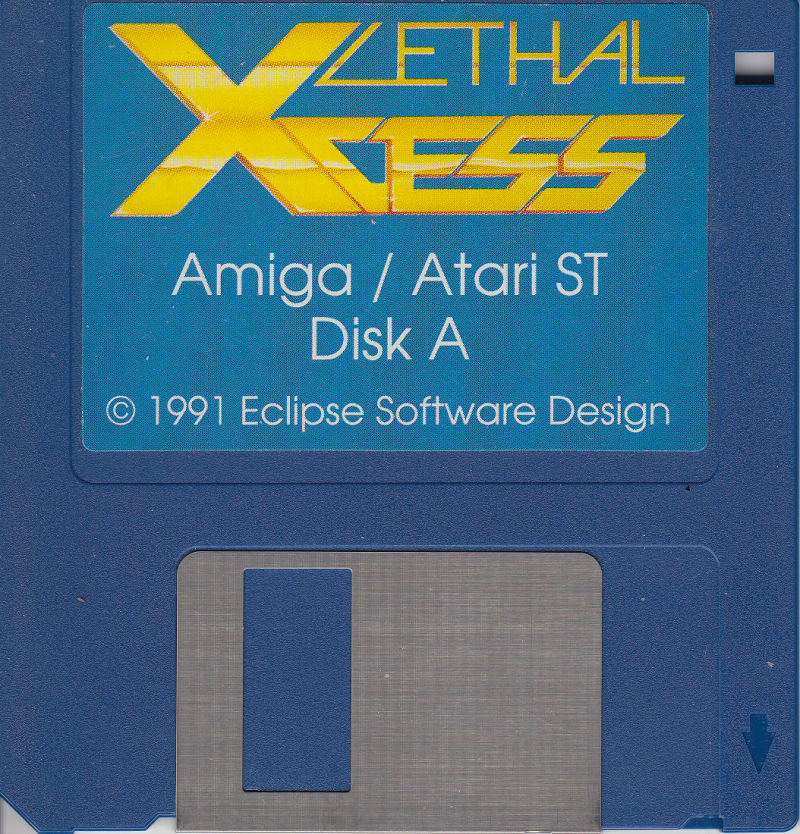 LETHAL
XCESS
Amiga / Atari ST
Disk A
© 1991 Eclipse Software Design